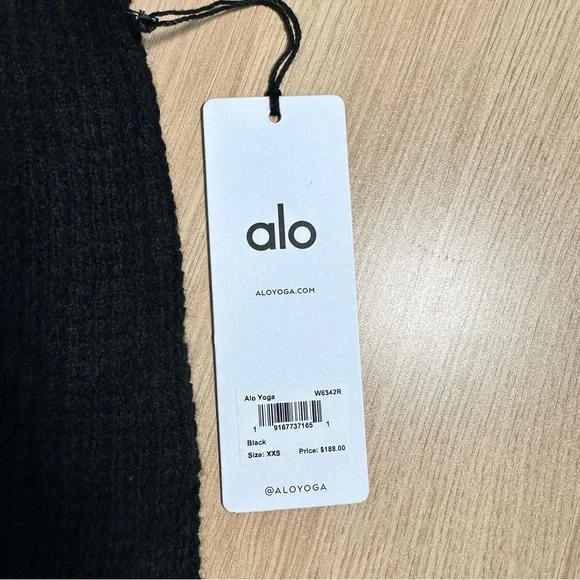 alo
ALOYOGA.COM
Alo Yoga W6342R
1 9167737165 1
Black
Size: XXS Price: $188.00
@ALOYOGA